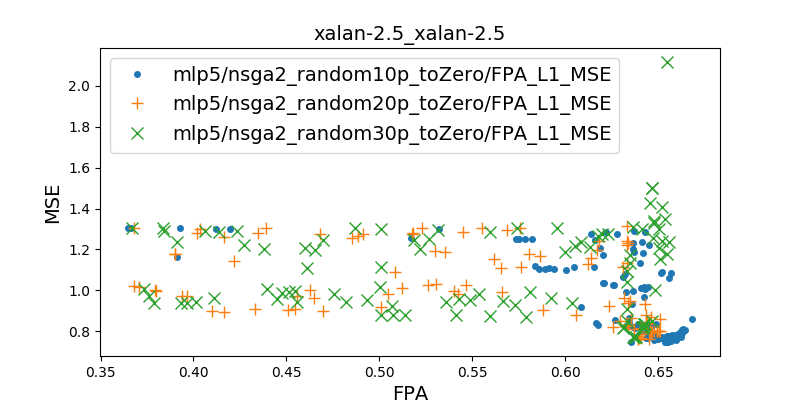 xalan-2.5_xalan-2.5
mlp5/nsga2_random10p_toZero/FPA_L1_MSE
mlp5/nsga2_random20p_toZero/FPA_L1_MSE
mlp5/nsga2_random30p_toZero/FPA_L1_MSE
MSE
2.0
1.8
1.6
1.4
1.2
1.0
0.8
0.35 0.40 0.45 0.50 0.55 0.60 0.65
FPA